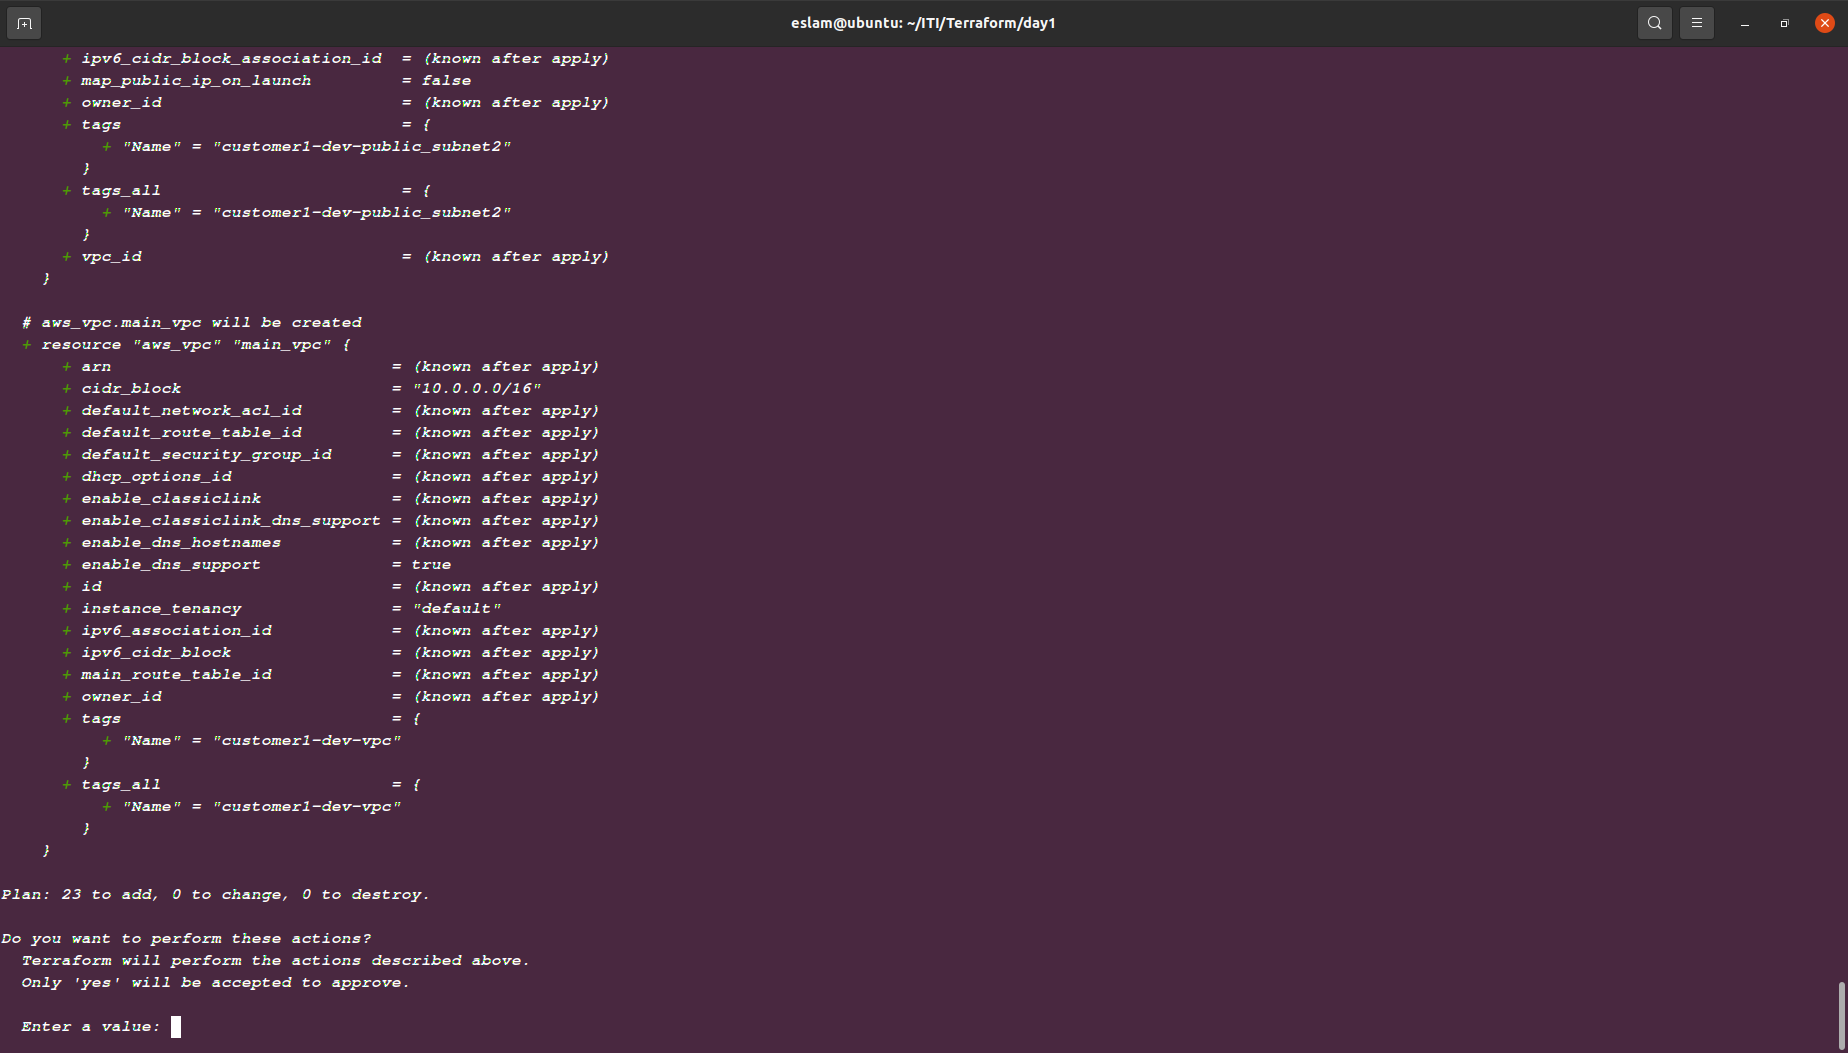 eslam@ubuntu: ~/ITI/Terraform/day1
+ ipv6_cidr_block_association_id = (known after apply)
+ map_public_ip_on_launch = false
+ owner_id = (known after apply)
+ tags = {
+ "Name" = "customer1-dev-public_subnet2"
}
+ tags_all = {
+ "Name" = "customer1-dev-public_subnet2"
}
+ vpc_id = (known after apply)
}
# aws_vpc.main_vpc will be created
+ resource "aws_vpc" "main_vpc" {
+ arn = (known after apply)
+ cidr_block = "10.0.0.0/16"
+ default_network_acl_id = (known after apply)
+ default_route_table_id = (known after apply)
+ default_security_group_id = (known after apply)
+ dhcp_options_id = (known after apply)
+ enable_classiclink = (known after apply)
+ enable_classiclink_dns_support = (known after apply)
+ enable_dns_hostnames = (known after apply)
+ enable_dns_support = true
+ id = (known after apply)
+ instance_tenancy = "default"
+ ipv6_association_id = (known after apply)
+ ipv6_cidr_block = (known after apply)
+ main_route_table_id = (known after apply)
+ owner_id = (known after apply)
+ tags = {
+ "Name" = "customer1-dev-vpc"
}
+ tags_all = {
+ "Name" = "customer1-dev-vpc"
}
}
Plan: 23 to add, 0 to change, 0 to destroy.
Do you want to perform these actions?
Terraform will perform the actions described above.
Only 'yes' will be accepted to approve.
Enter a value: